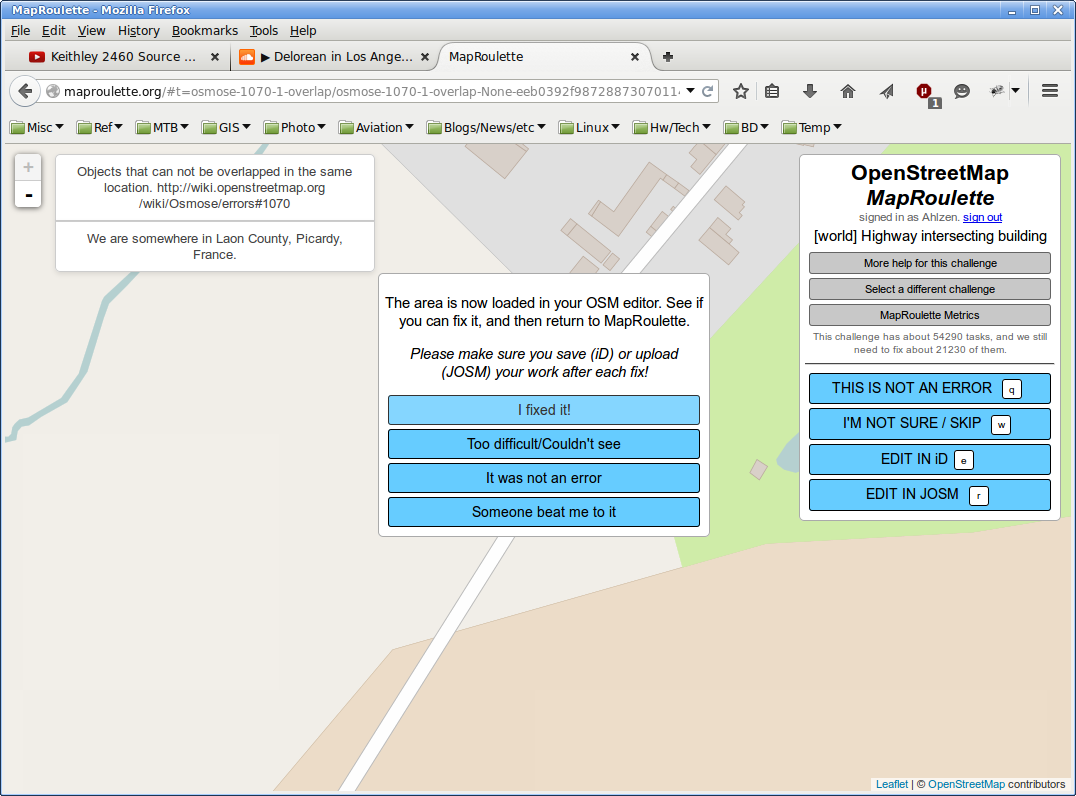 MapRoulette - Mozilla Firefox
File Edit View History Bookmarks Tools Help
Keithley 2460 Source ...
▶ Delorean in Los Ange...
MapRoulette
maproulette.org/#t=osmose-1070-1-overlap/osmose-1070-1-overlap-None-eeb0392f9872887307011
1
Misc Ref MTB GIS Photo Aviation Blogs/News/etc Linux Hw/Tech BD Temp
+
-
Objects that can not be overlapped in the same
location. http://wiki.openstreetmap.org
/wiki/Osmose/errors#1070
We are somewhere in Laon County, Picardy,
France.
The area is now loaded in your OSM editor. See if
you can fix it, and then return to MapRoulette.
Please make sure you save (iD) or upload
(JOSM) your work after each fix!
I fixed it!
Too difficult/Couldn't see
It was not an error
Someone beat me to it
OpenStreetMap
MapRoulette
signed in as Ahlzen. sign out
[world] Highway intersecting building
More help for this challenge
Select a different challenge
MapRoulette Metrics
This challenge has about 54290 tasks, and we still
need to fix about 21230 of them.
THIS IS NOT AN ERROR q
I'M NOT SURE / SKIP w
EDIT IN iD e
EDIT IN JOSM r
Leaflet | © OpenStreetMap contributors